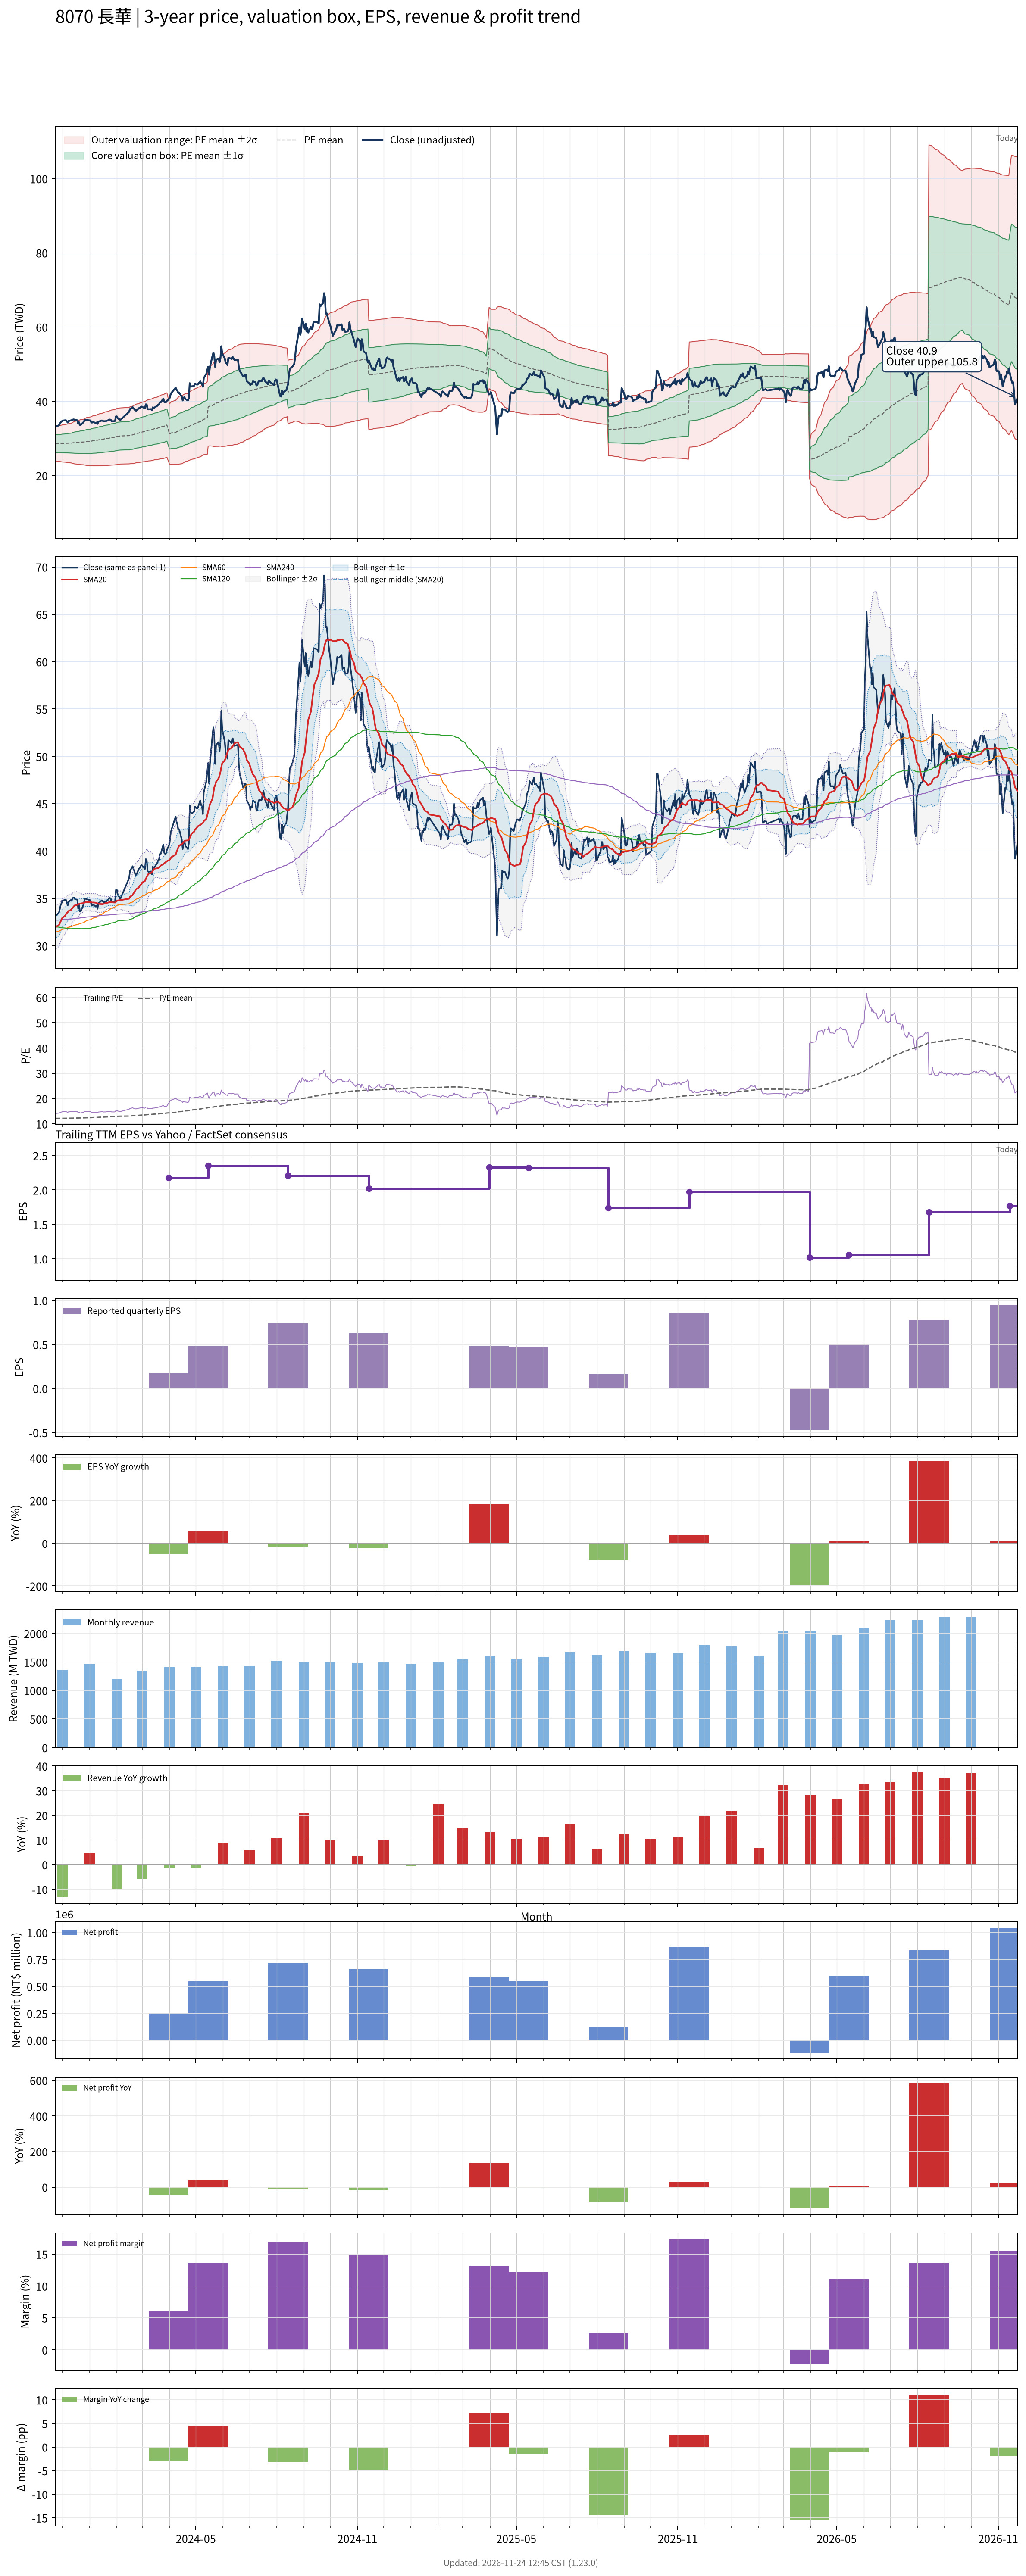 8070 長華 | 3-year price, valuation box, EPS, revenue & profit trend
Outer valuation range: PE mean ±2σ
Core valuation box: PE mean ±1σ
PE mean
Close (unadjusted)
Today
Close 40.9
Outer upper 105.8
Price (TWD)
100
80
60
40
20
Close (same as panel 1)
SMA20
SMA60
SMA120
SMA240
Bollinger ±2σ
Bollinger ±1σ
Bollinger middle (SMA20)
Price
70
65
60
55
50
45
40
35
30
Trailing P/E
P/E mean
P/E
60
50
40
30
20
10
Trailing TTM EPS vs Yahoo / FactSet consensus
Today
EPS
2.5
2.0
1.5
1.0
Reported quarterly EPS
EPS
1.0
0.5
0.0
-0.5
EPS YoY growth
YoY (%)
400
200
0
-200
Monthly revenue
Revenue (M TWD)
2000
1500
1000
500
0
Revenue YoY growth
YoY (%)
40
30
20
10
0
-10
Month
1e6
Net profit
Net profit (NT$ million)
1.00
0.75
0.50
0.25
0.00
Net profit YoY
YoY (%)
600
400
200
0
Net profit margin
Margin (%)
15
10
5
0
Margin YoY change
Δ margin (pp)
10
5
0
-5
-10
-15
2024-05
2024-11
2025-05
2025-11
2026-05
2026-11
Updated: 2026-11-24 12:45 CST (1.23.0)